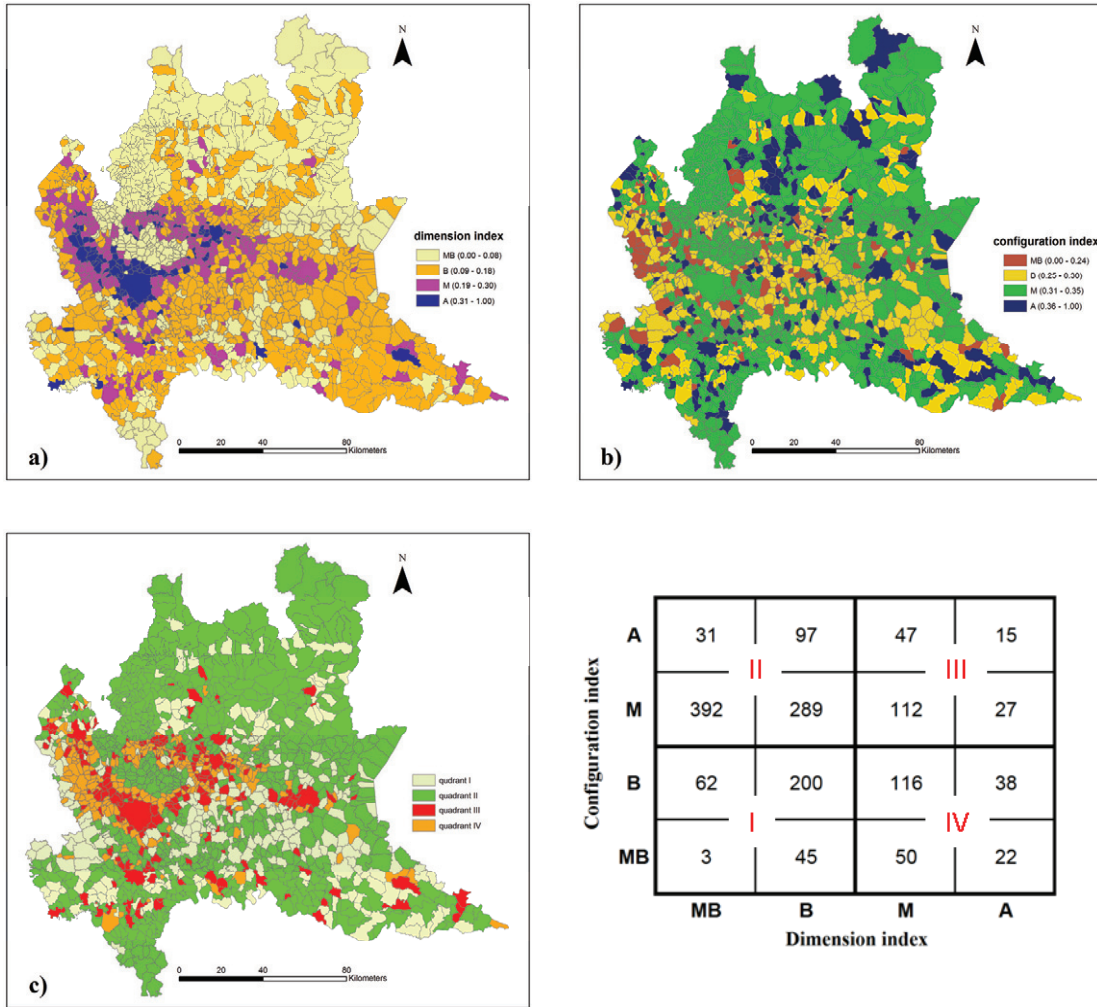 N
dimension index
MB (0.00 - 0.08)
B (0.09 - 0.18)
M (0.19 - 0.30)
A (0.31 - 1.00)
0 20 40 80
Kilometers
a)
N
configuration index
MB (0.00 - 0.24)
D (0.25 - 0.30)
M (0.31 - 0.35)
A (0.36 - 1.00)
0 20 40 80
Kilometers
b)
N
qudrant I
quadrant II
quadrant III
quadrant IV
0 20 40 80
Kilometers
c)
Configuration index
A 31 97 47 15
II III
M 392 289 112 27
B 62 200 116 38
I IV
MB 3 45 50 22
MB B M A
Dimension index